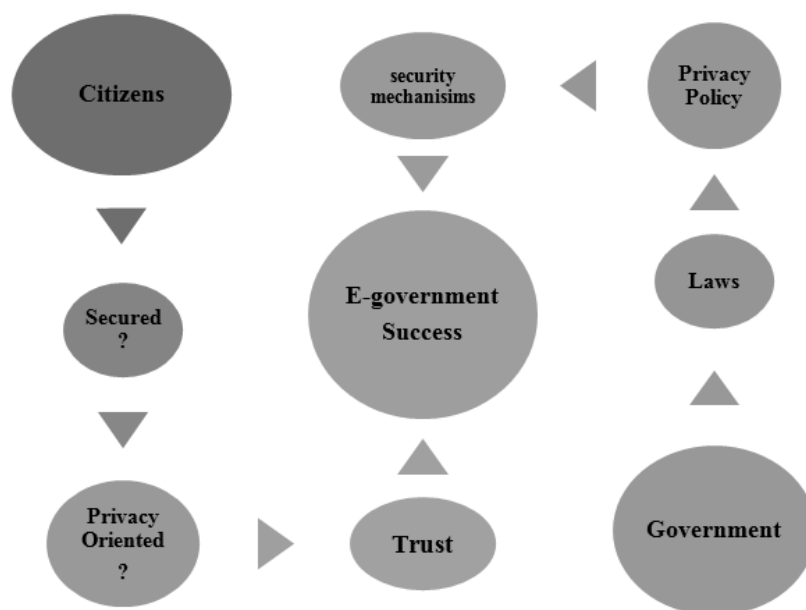 Citizens
Secured
?
Privacy
Oriented
?
security
mechanisims
E-government
Success
Trust
Privacy
Policy
Laws
Government